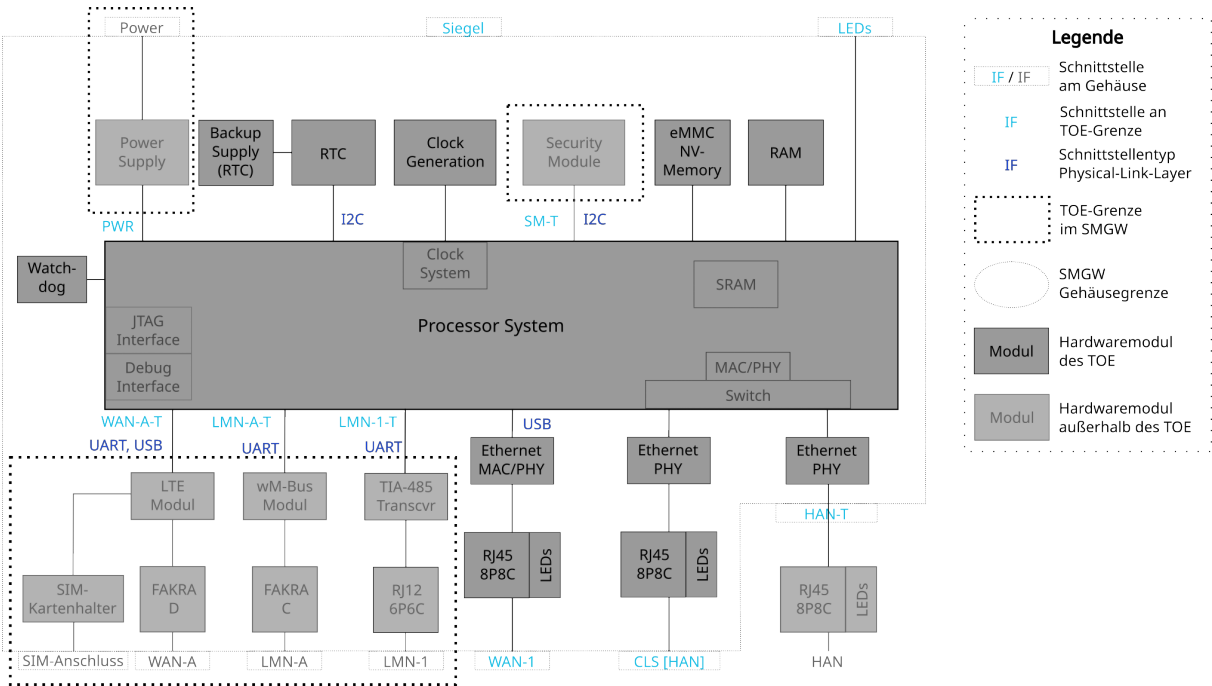 Power
Siegel
LEDs
Legende
IF / IF
Schnittstelle
am Gehäuse
IF
Schnittstelle an
TOE-Grenze
IF
Schnittstellentyp
Physical-Link-Layer
TOE-Grenze
im SMGW
SMGW
Gehäusegrenze
Modul
Hardwaremodul
des TOE
Modul
Hardwaremodul
außerhalb des TOE
Power
Supply
Backup
Supply
(RTC)
RTC
Clock
Generation
Security
Module
eMMC
NV-
Memory
RAM
PWR
I2C
SM-T
I2C
Watch-
dog
Clock
System
SRAM
JTAG
Interface
Debug
Interface
Processor System
MAC/PHY
Switch
WAN-A-T
UART, USB
LMN-A-T
UART
LMN-1-T
UART
USB
Ethernet
MAC/PHY
Ethernet
PHY
Ethernet
PHY
LTE
Modul
wM-Bus
Modul
TIA-485
Transcvr
HAN-T
RJ45
8P8C
LEDs
RJ45
8P8C
LEDs
SIM-
Kartenhalter
FAKRA
D
FAKRA
C
RJ12
6P6C
RJ45
8P8C
LEDs
SIM-Anschluss
WAN-A
LMN-A
LMN-1
WAN-1
CLS [HAN]
HAN